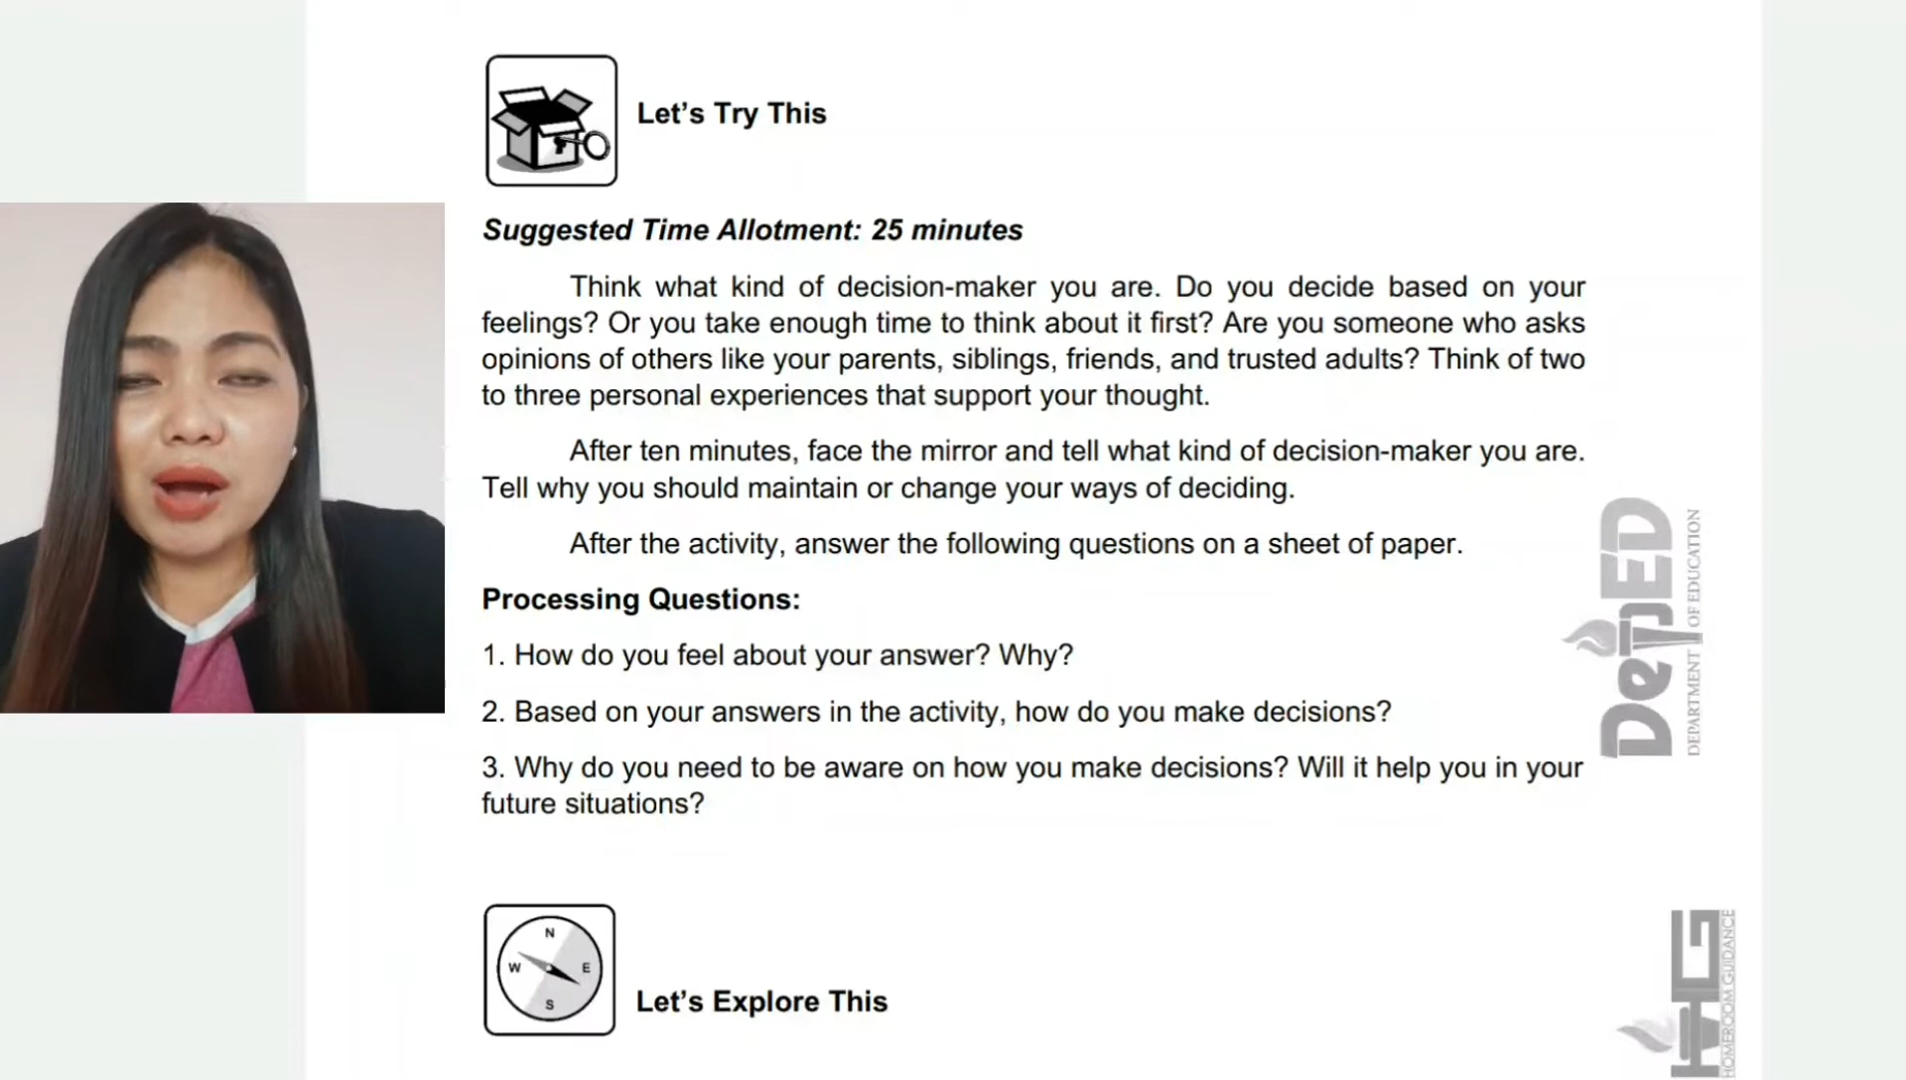 Let's Try This
Suggested Time Allotment: 25 minutes
Think what kind of decision-maker you are. Do you decide based on your
feelings? Or you take enough time to think about it first? Are you someone who asks
opinions of others like your parents, siblings, friends, and trusted adults? Think of two
to three personal experiences that support your thought.
After ten minutes, face the mirror and tell what kind of decision-maker you are.
Tell why you should maintain or change your ways of deciding.
After the activity, answer the following questions on a sheet of paper.
Processing Questions:
1. How do you feel about your answer? Why?
2. Based on your answers in the activity, how do you make decisions?
3. Why do you need to be aware on how you make decisions? Will it help you in your
future situations?
DepED
DEPARTMENT OF EDUCATION
N
W E
S
Let's Explore This
HG
HOMEROOM GUIDANCE